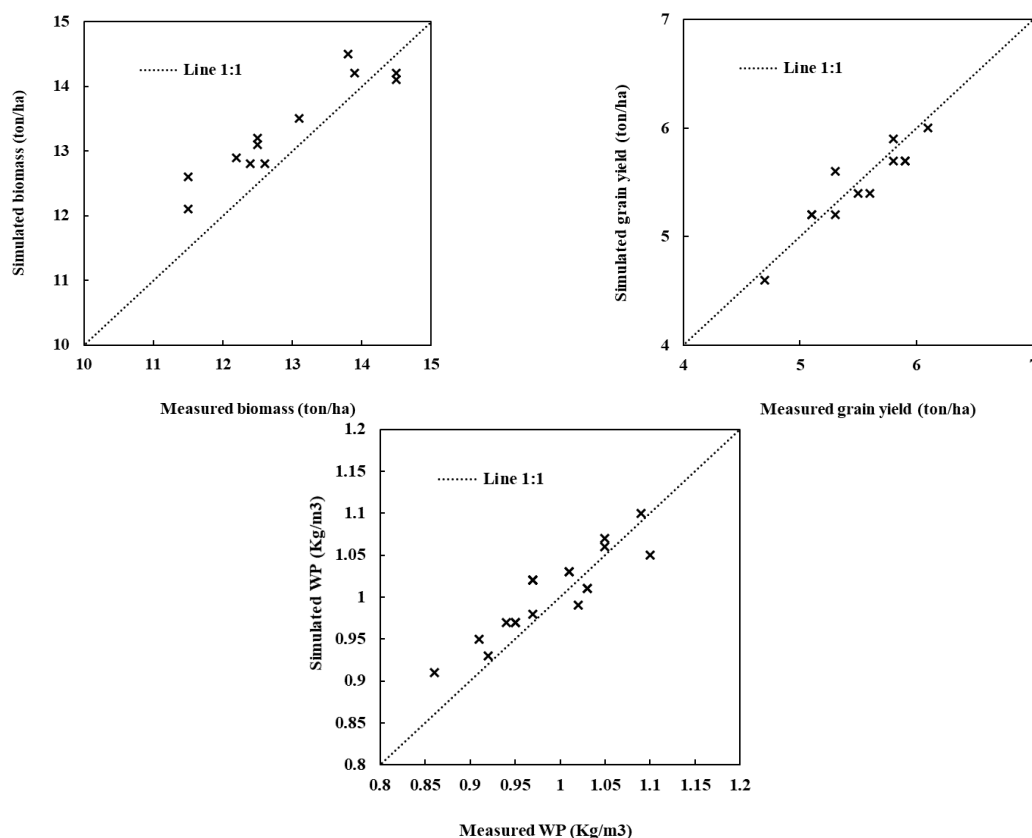 15
14
13
12
11
10
Simulated biomass (ton/ha)
Line 1:1
10 11 12 13 14 15
Measured biomass (ton/ha)
7
6
5
4
Simulated grain yield (ton/ha)
Line 1:1
4 5 6 7
Measured grain yield (ton/ha)
1.2
1.15
1.1
1.05
1
0.95
0.9
0.85
0.8
Simulated WP (Kg/m3)
Line 1:1
0.8 0.85 0.9 0.95 1 1.05 1.1 1.15 1.2
Measured WP (Kg/m3)